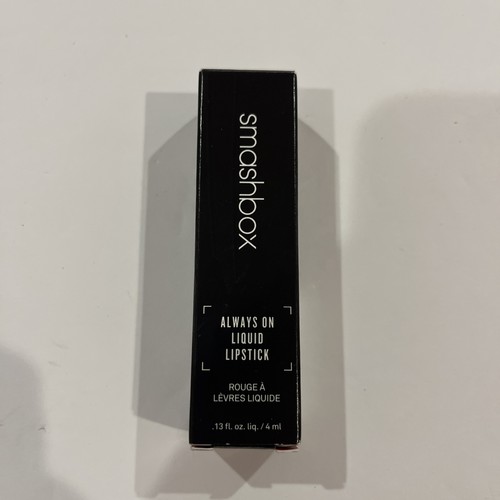 smashbox
ALWAYS ON
LIQUID
LIPSTICK
ROUGE À
LÈVRES LIQUIDE
.13 fl. oz. liq. / 4 ml